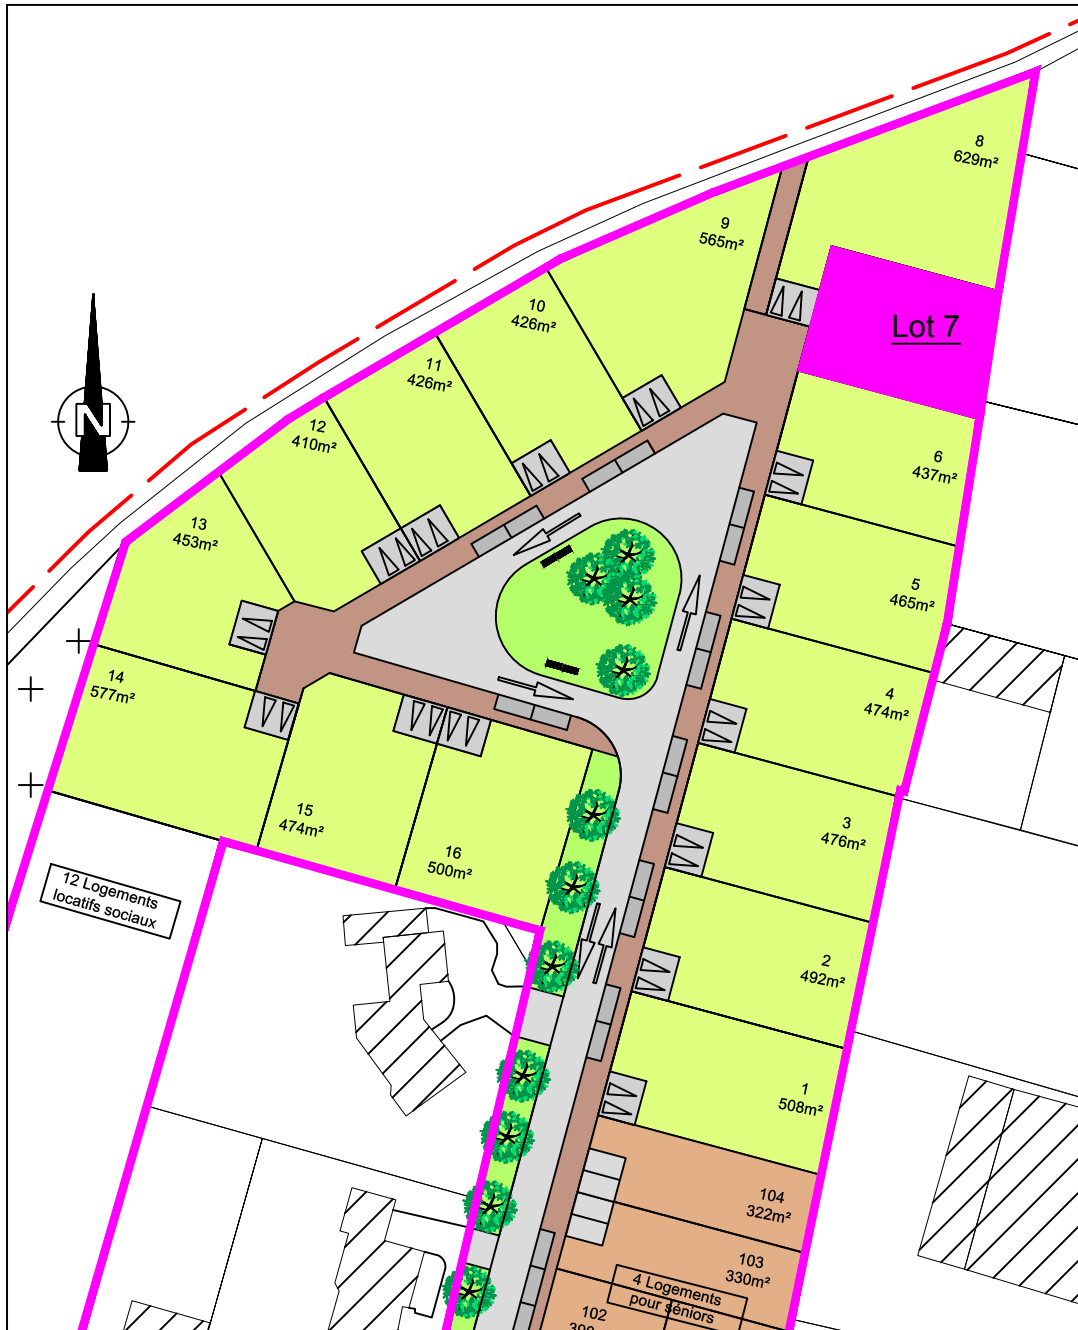 8
629m²
9
565m²
10
426m²
Lot 7
11
426m²
12
410m²
6
437m²
13
453m²
N
5
465m²
14
577m²
4
474m²
15
474m²
3
476m²
16
500m²
12 Logements
locatifs sociaux
2
492m²
1
508m²
104
322m²
103
330m²
4 Logements
pour séniors
102